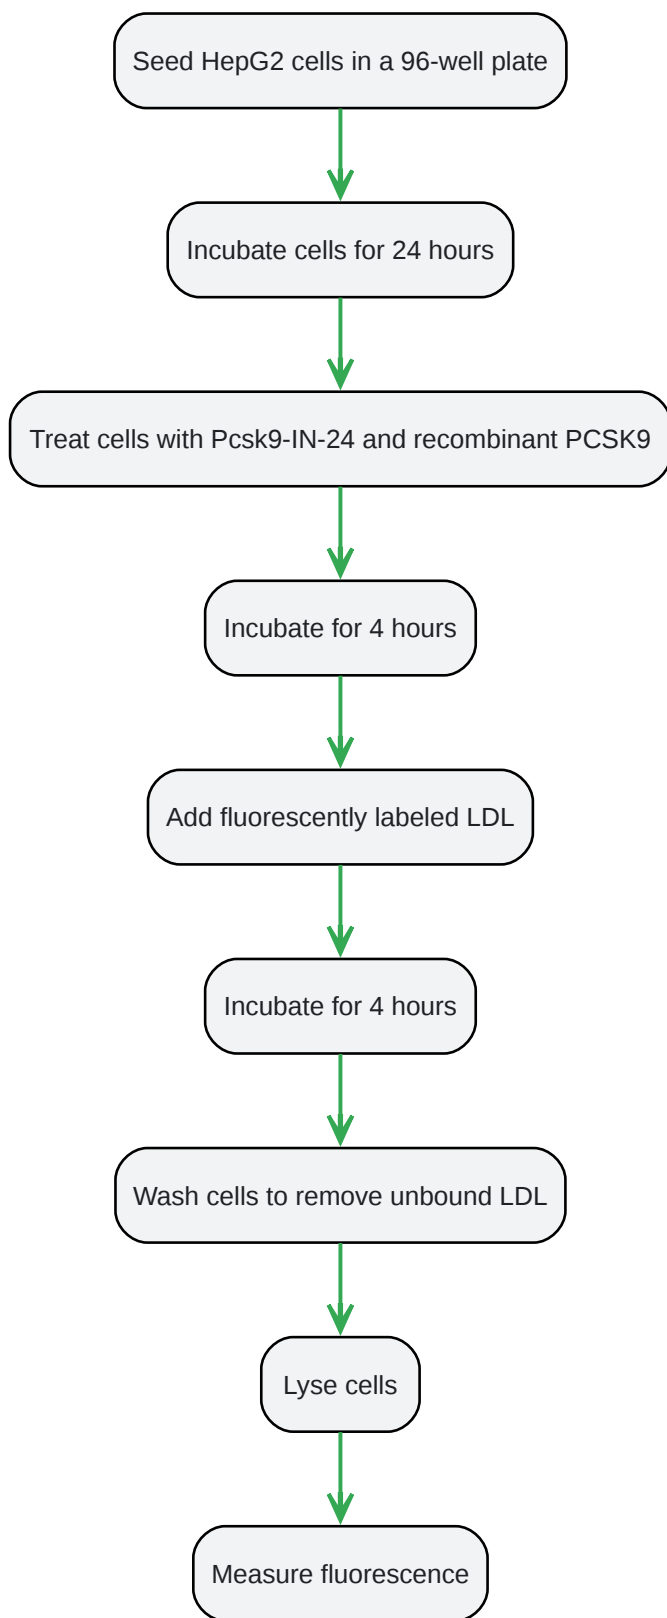 Seed HepG2 cells in a 96-well plate
Incubate cells for 24 hours
Treat cells with Pcsk9-IN-24 and recombinant PCSK9
Incubate for 4 hours
Add fluorescently labeled LDL
Incubate for 4 hours
Wash cells to remove unbound LDL
Lyse cells
Measure fluorescence